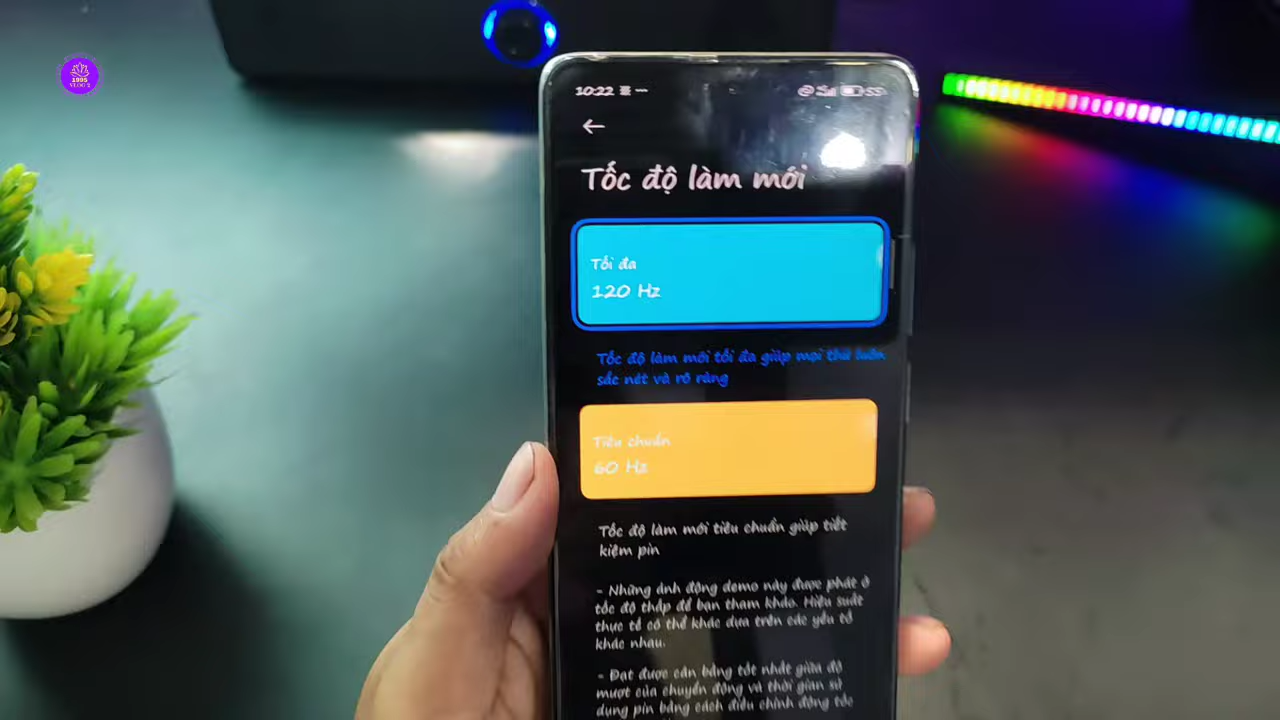 1995
VLOG'S
10:22
53
Tốc độ làm mới
Tối đa
120 Hz
Tốc độ làm mới tối đa giúp mọi thứ luôn
sắc nét và rõ ràng
Tiêu chuẩn
60 Hz
Tốc độ làm mới tiêu chuẩn giúp tiết
kiệm pin
- Những ảnh động demo này được phát ở
tốc độ thấp để bạn tham khảo. Hiệu suất
thực tế có thể khác dựa trên các yếu tố
khác nhau.
- Đạt được cân bằng tốt nhất giữa độ
mượt của chuyển động và thời gian sử
dụng pin bằng cách điều chỉnh động tốc